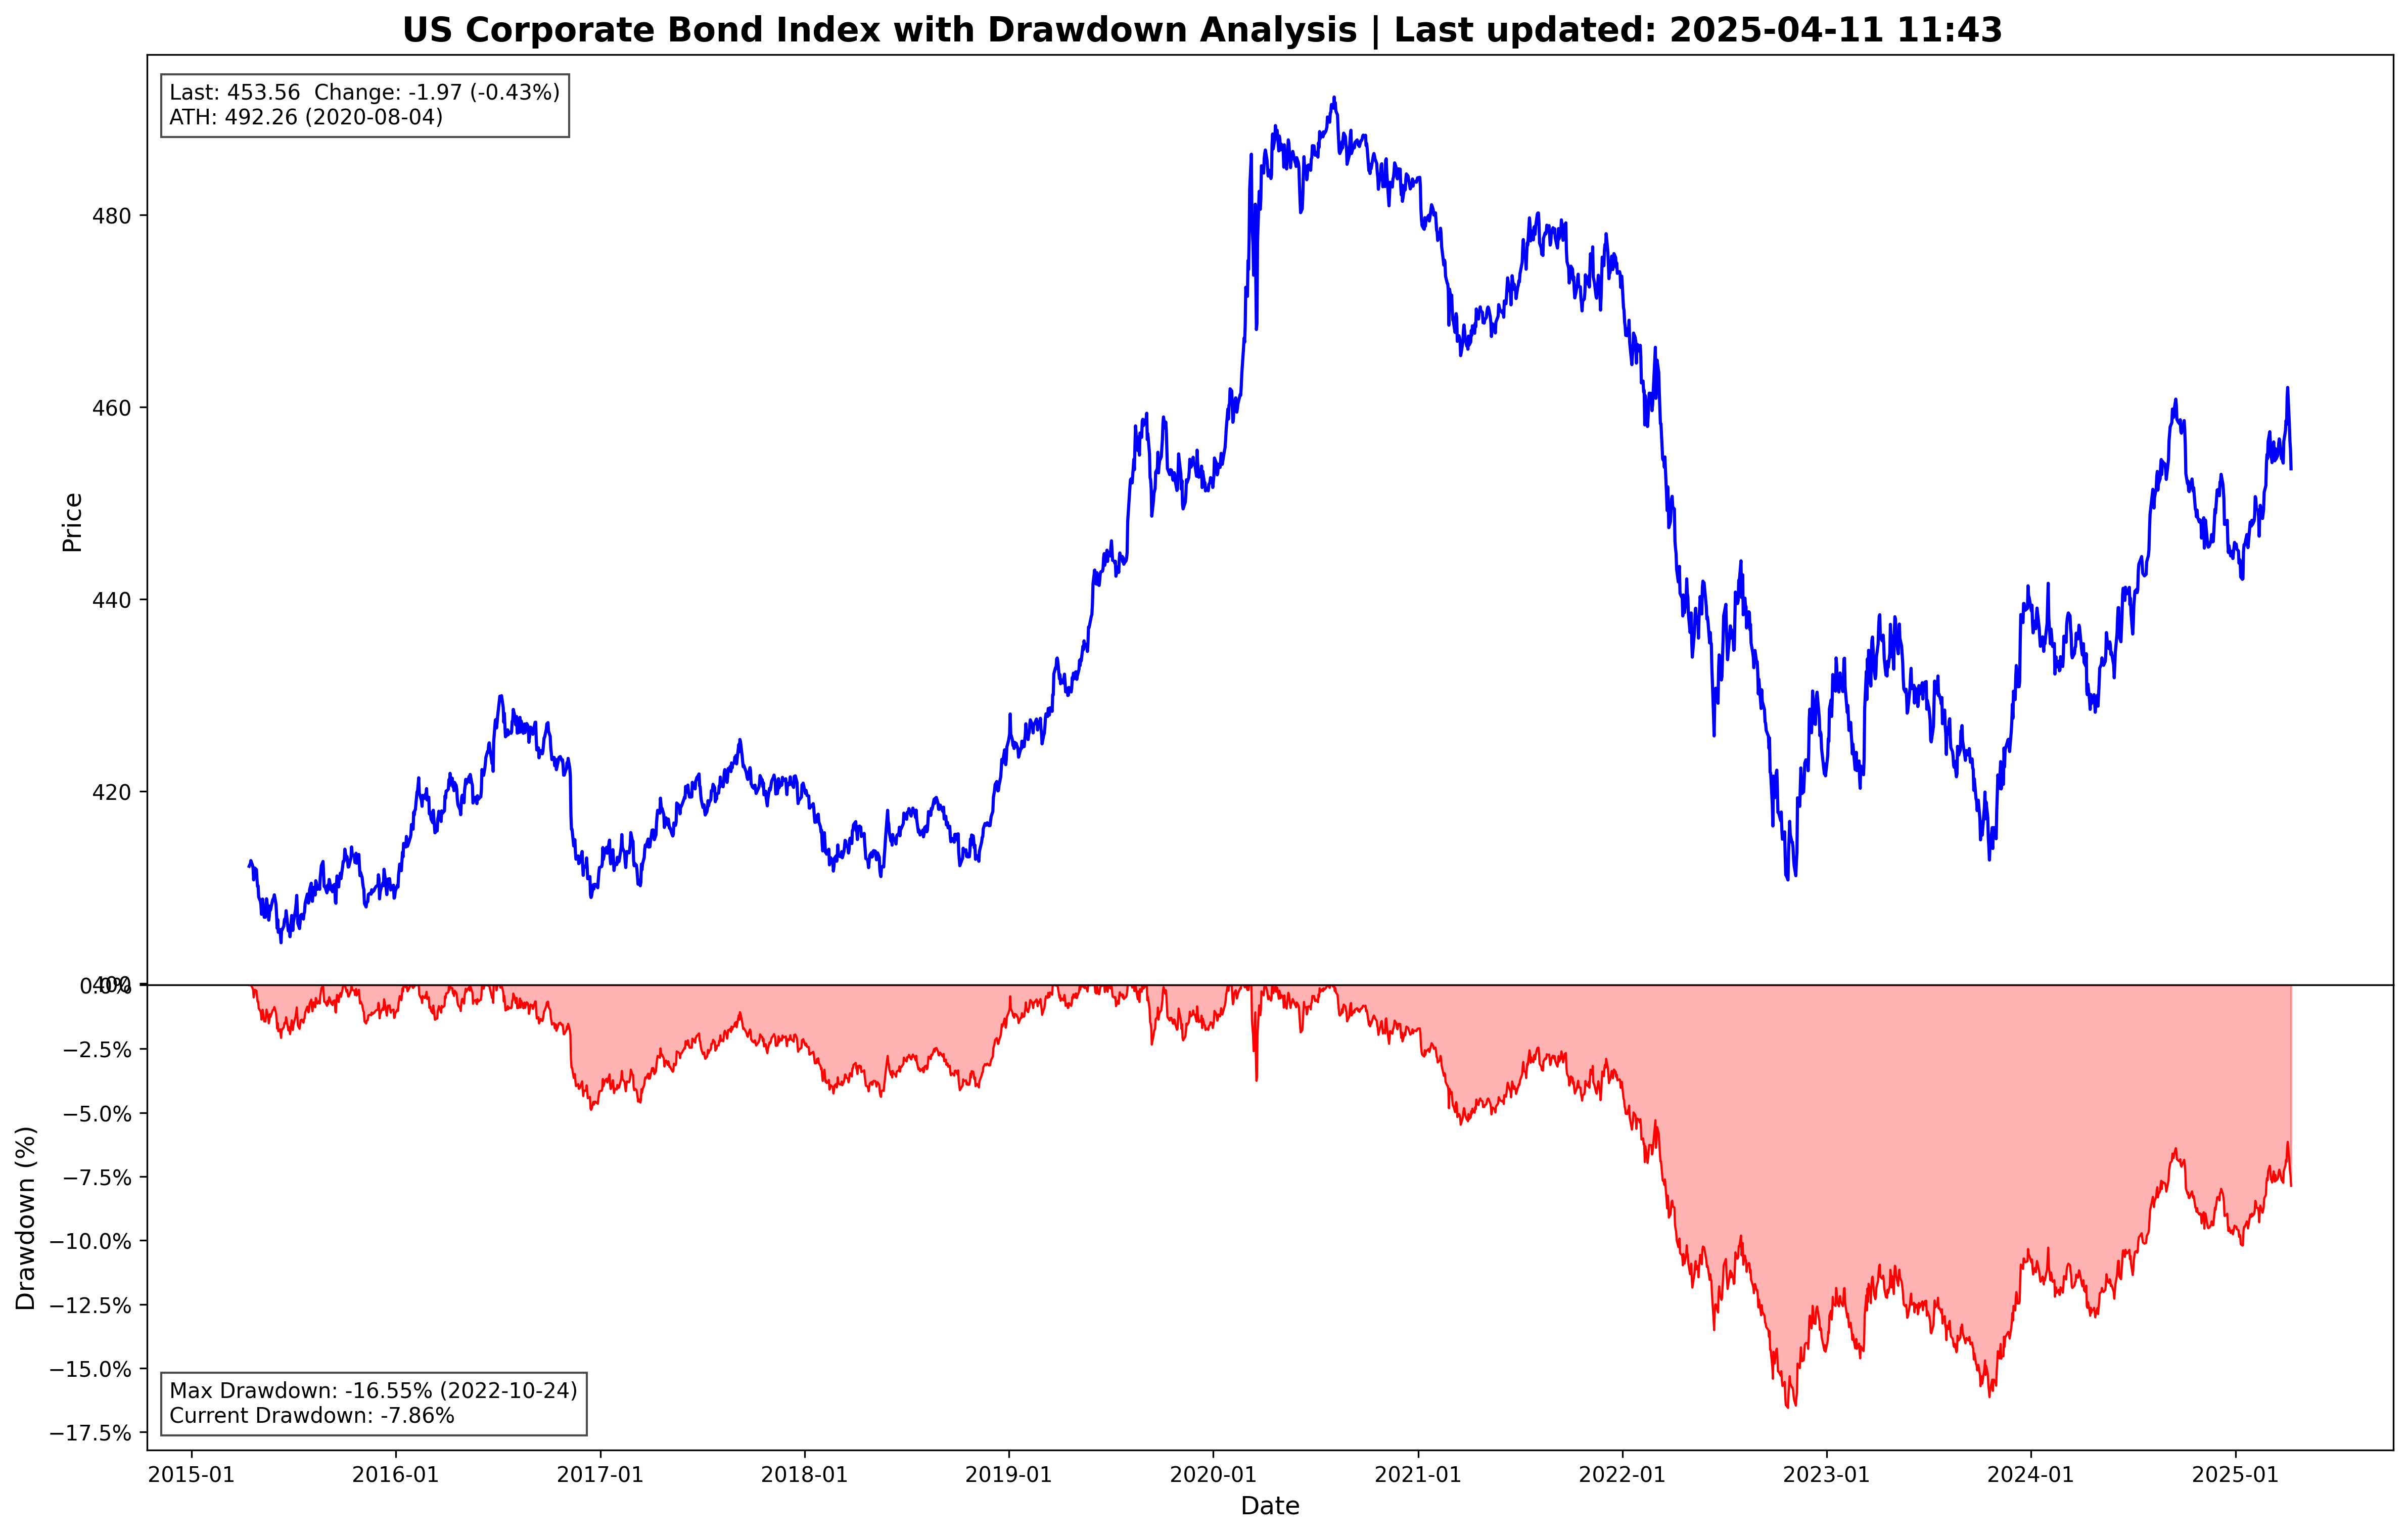 US Corporate Bond Index with Drawdown Analysis | Last updated: 2025-04-11 11:43
Last: 453.56  Change: -1.97 (-0.43%)
ATH: 492.26 (2020-08-04)
Price
480
460
440
420
400
0.0%
−2.5%
−5.0%
−7.5%
−10.0%
−12.5%
−15.0%
−17.5%
Drawdown (%)
Max Drawdown: -16.55% (2022-10-24)
Current Drawdown: -7.86%
2015-01 2016-01 2017-01 2018-01 2019-01 2020-01 2021-01 2022-01 2023-01 2024-01 2025-01
Date